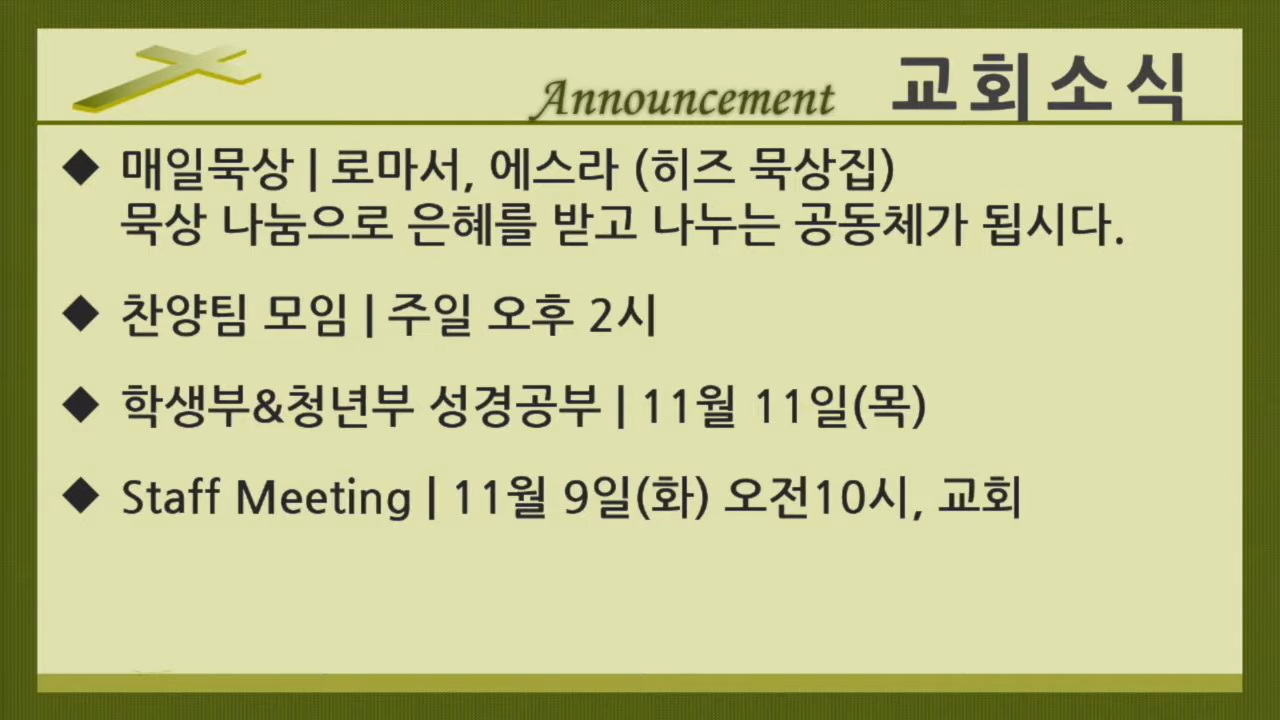 Announcement 교회소식
◆ 매일묵상 | 로마서, 에스라 (히즈 묵상집)
묵상 나눔으로 은혜를 받고 나누는 공동체가 됩시다.
◆ 찬양팀 모임 | 주일 오후 2시
◆ 학생부&청년부 성경공부 | 11월 11일(목)
◆ Staff Meeting | 11월 9일(화) 오전10시, 교회